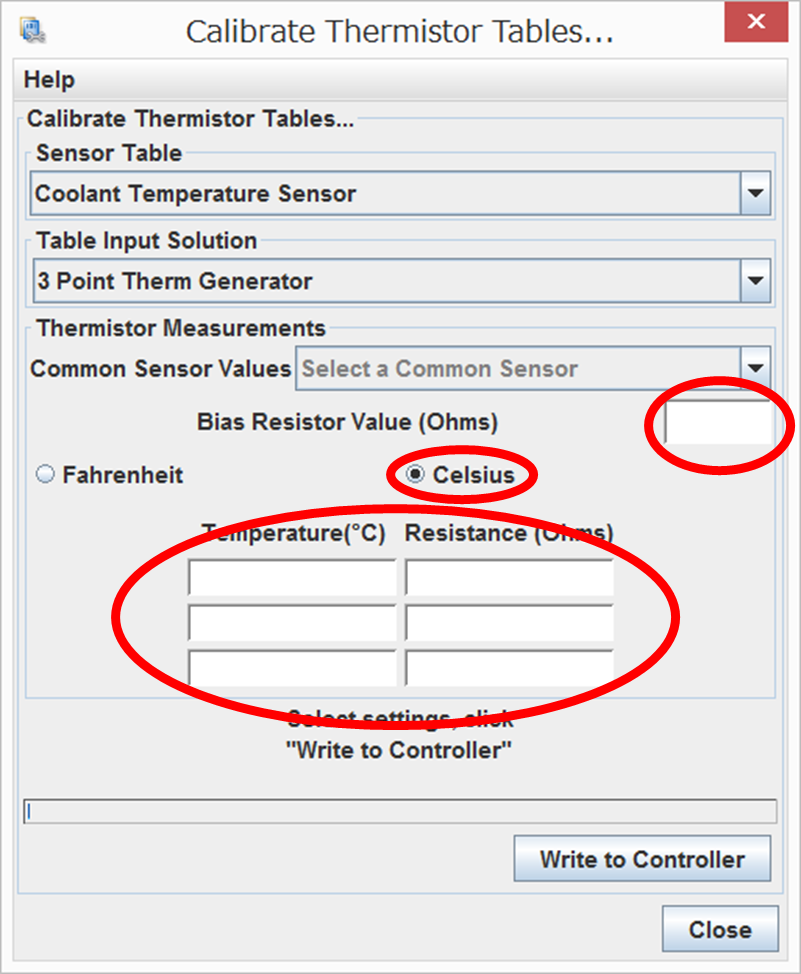 Calibrate Thermistor Tables...
Help
Calibrate Thermistor Tables...
Sensor Table
Coolant Temperature Sensor
Table Input Solution
3 Point Therm Generator
Thermistor Measurements
Common Sensor Values Select a Common Sensor
Bias Resistor Value (Ohms)
Fahrenheit Celsius
Temperature(°C) Resistance (Ohms)
Select settings, click
"Write to Controller"
Write to Controller
Close